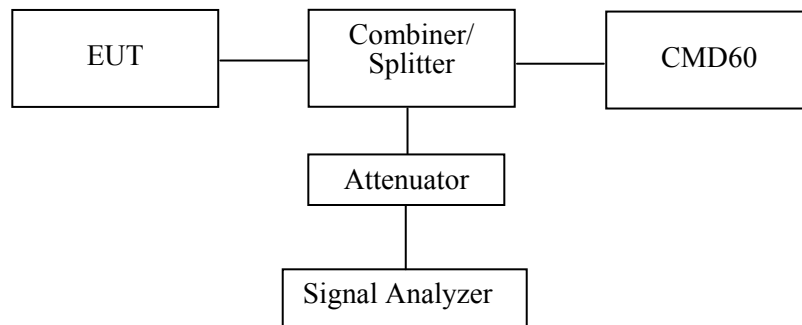 EUT
Combiner/
Splitter
CMD60
Attenuator
Signal Analyzer